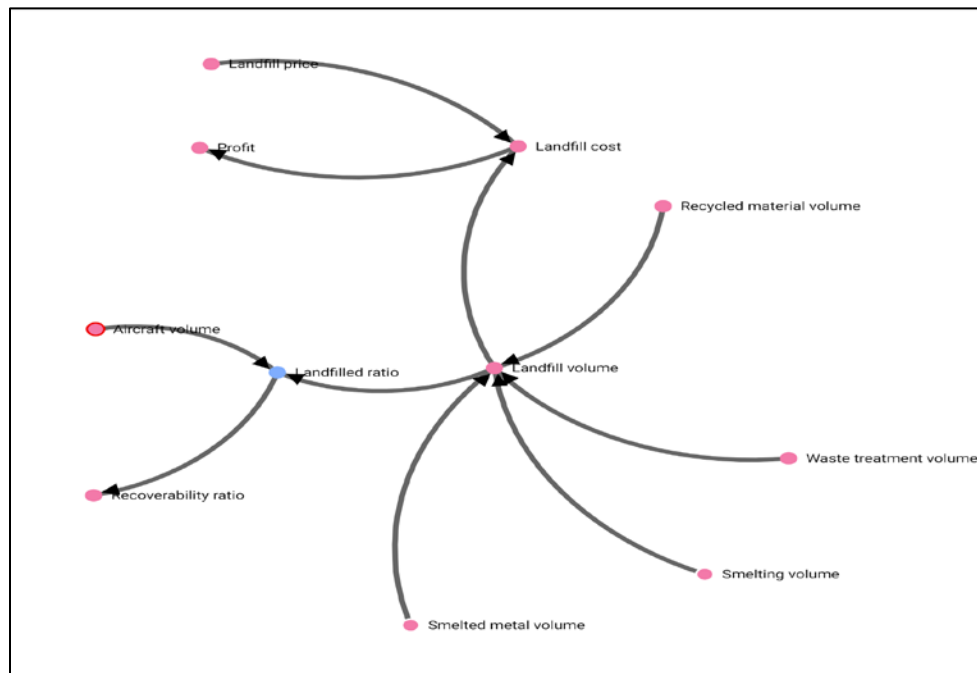 Landfill price
Profit
Landfill cost
Recycled material volume
Aircraft volume
Landfilled ratio
Landfill volume
Waste treatment volume
Recoverability ratio
Smelting volume
Smelted metal volume